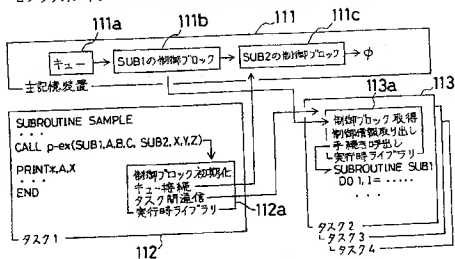 111a
111b
111
111c
キュー
SUB1の制御ブロック
SUB2の制御ブロック
φ
主記憶装置
113a
113
SUBROUTINE SAMPLE
・・・
CALL p-ex(SUB1,A,B,C, SUB2,X,Y,Z)
・・・
PRINT*,A,X
・・・
END
制御ブロック初期化
キュー接続
タスク間通信
実行時ライブラリ
112a
タスク1
112
制御ブロック取得
制御情報取り出し
手続き呼出し
実行時ライブラリ
SUBROUTINE SUB1
DO 1,I=・・・・・
・・・
タスク2
タスク3
タスク4